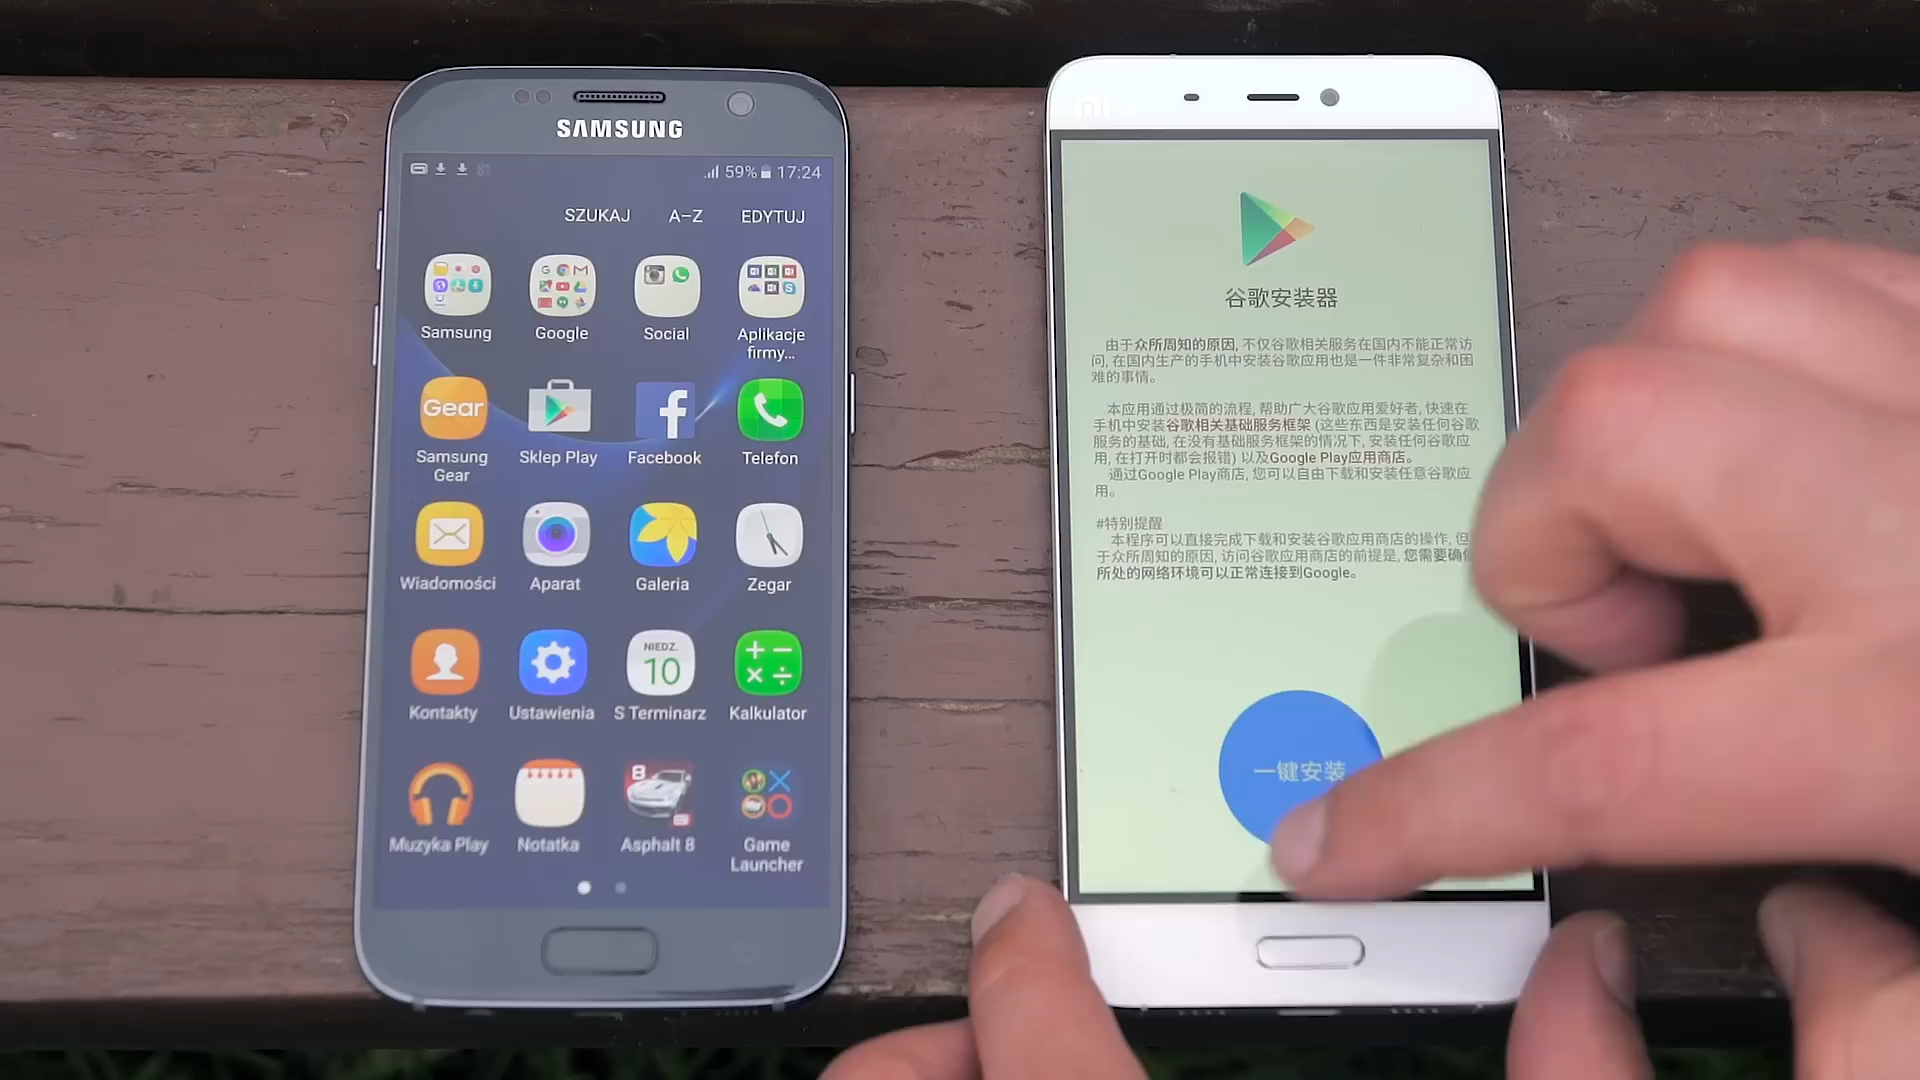 SAMSUNG
59% 17:24
SZUKAJ A-Z EDYTUJ
Samsung Google Social Aplikacje
firmy...
Gear
Samsung Sklep Play Facebook Telefon
Gear
Wiadomości Aparat Galeria Zegar
NIEDZ.
10
Kontakty Ustawienia S Terminarz Kalkulator
8
Muzyka Play Notatka Asphalt 8 Game
Launcher
mi
谷歌安装器
由于众所周知的原因, 不仅谷歌相关服务在国内不能正常访
问, 在国内生产的手机中安装谷歌应用也是一件非常复杂和困
难的事情。
本应用通过极简的流程, 帮助广大谷歌应用爱好者, 快速在
手机中安装谷歌相关基础服务框架 (这些东西是安装任何谷歌
服务的基础, 在没有基础服务框架的情况下, 安装任何谷歌应
用, 在打开时都会报错) 以及Google Play应用商店。
通过Google Play商店, 您可以自由下载和安装任意谷歌应
用。
#特别提醒
本程序可以直接完成下载和安装谷歌应用商店的操作, 但
于众所周知的原因, 访问谷歌应用商店的前提是, 您需要确
所处的网络环境可以正常连接到Google。
一键安装